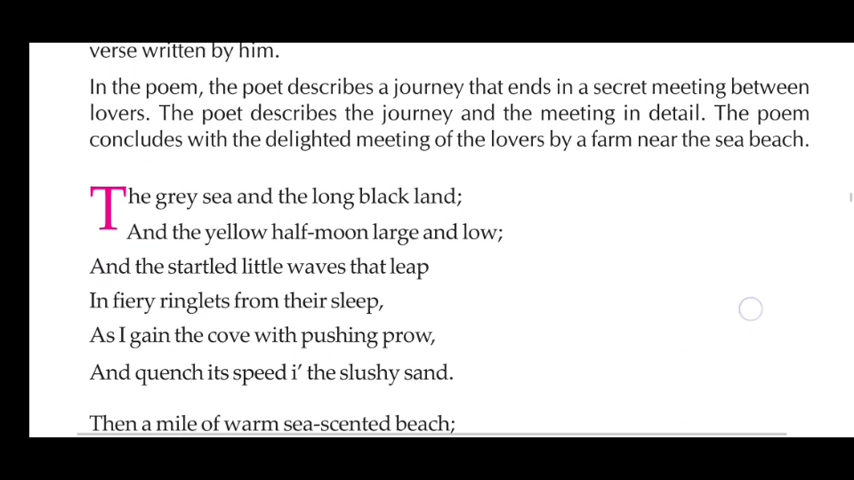 verse written by him.
In the poem, the poet describes a journey that ends in a secret meeting between
lovers. The poet describes the journey and the meeting in detail. The poem
concludes with the delighted meeting of the lovers by a farm near the sea beach.
The grey sea and the long black land;
And the yellow half-moon large and low;
And the startled little waves that leap
In fiery ringlets from their sleep,
As I gain the cove with pushing prow,
And quench its speed i’ the slushy sand.
Then a mile of warm sea-scented beach;